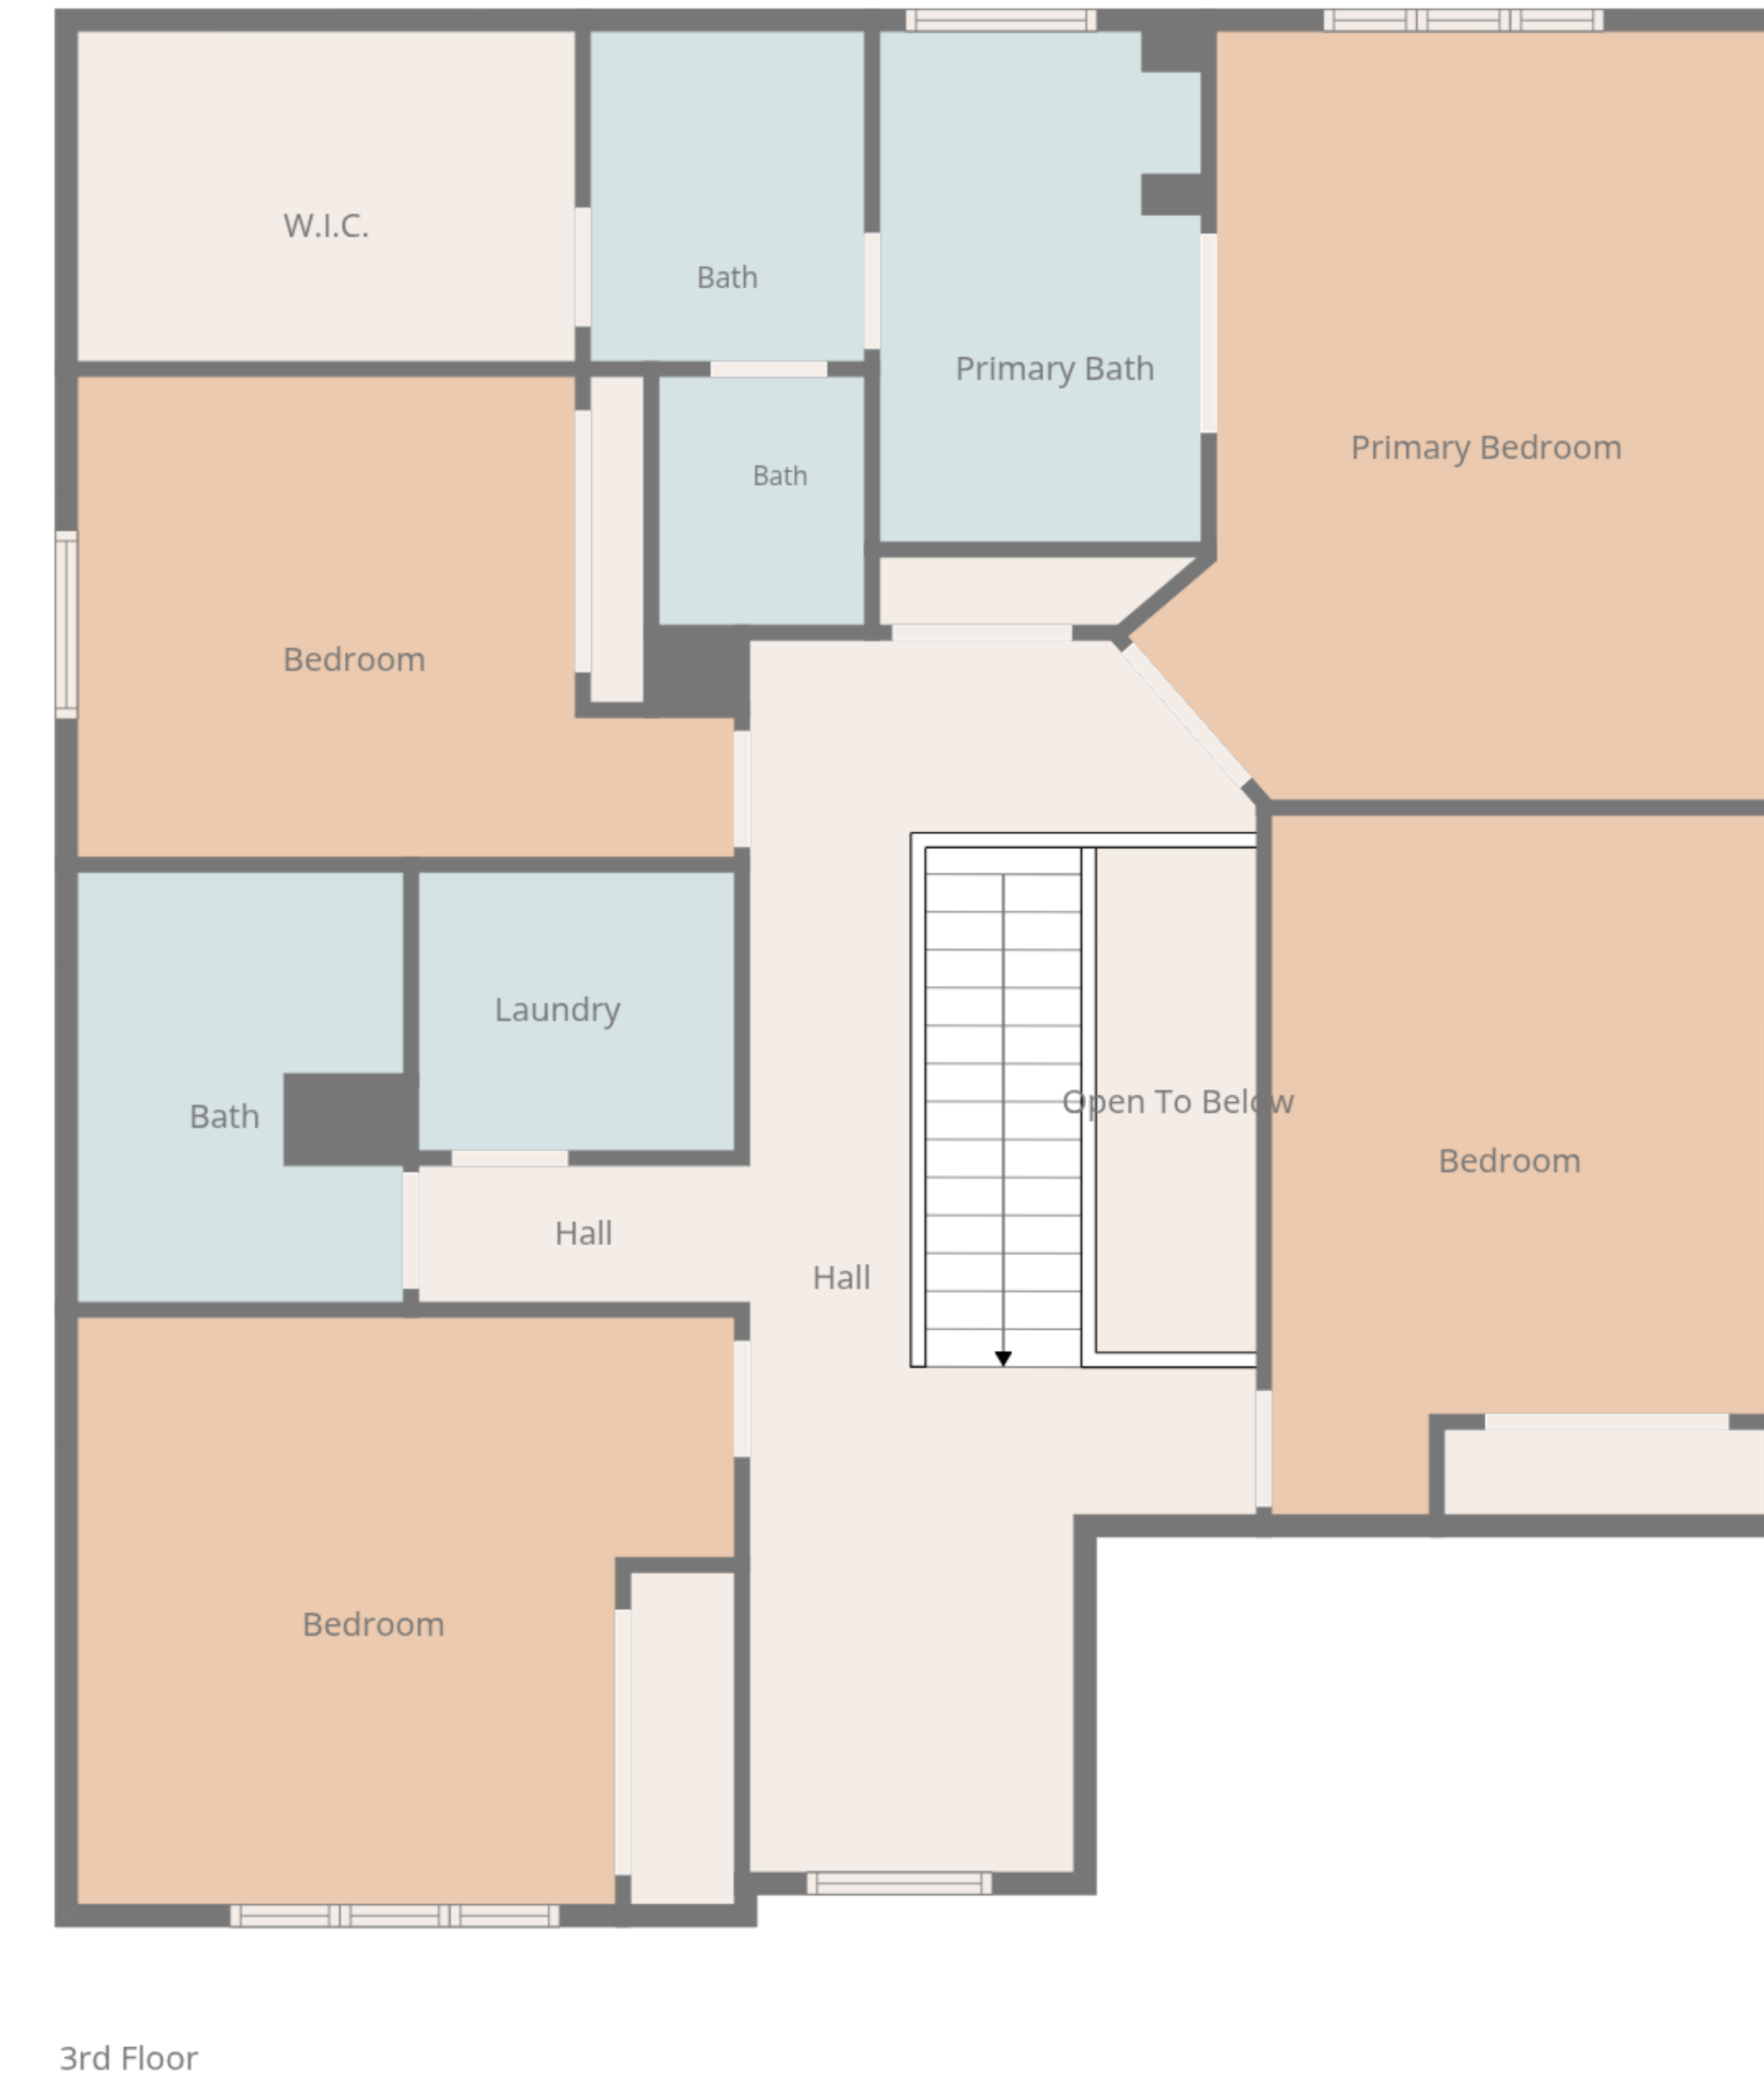 W.I.C.
Bath
Primary Bath
Primary Bedroom
Bath
Bedroom
Laundry
Open To Below
Bath
Bedroom
Hall
Hall
Bedroom
3rd Floor